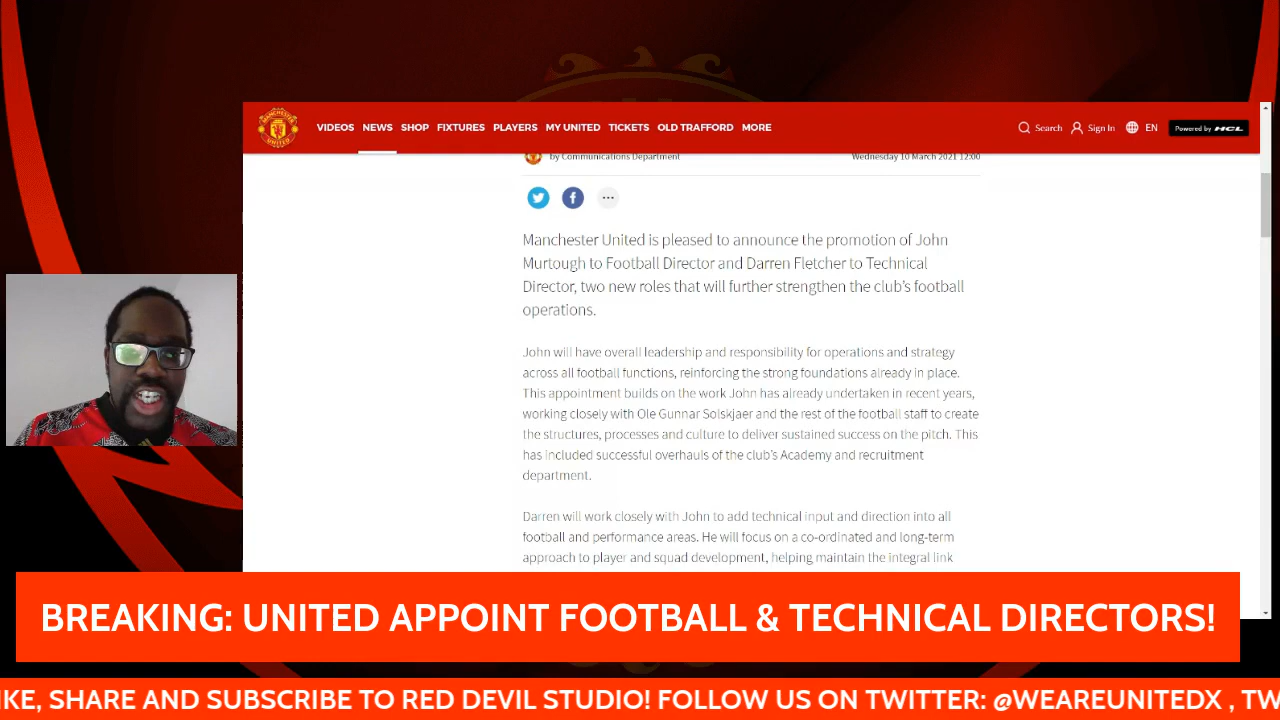 VIDEOS NEWS SHOP FIXTURES PLAYERS MY UNITED TICKETS OLD TRAFFORD MORE Search Sign In EN Powered by HCL
by Communications Department Wednesday 10 March 2021 12:00
Manchester United is pleased to announce the promotion of John
Murtough to Football Director and Darren Fletcher to Technical
Director, two new roles that will further strengthen the club’s football
operations.
John will have overall leadership and responsibility for operations and strategy
across all football functions, reinforcing the strong foundations already in place.
This appointment builds on the work John has already undertaken in recent years,
working closely with Ole Gunnar Solskjaer and the rest of the football staff to create
the structures, processes and culture to deliver sustained success on the pitch. This
has included successful overhauls of the club’s Academy and recruitment
department.
Darren will work closely with John to add technical input and direction into all
football and performance areas. He will focus on a co-ordinated and long-term
approach to player and squad development, helping maintain the integral link
BREAKING: UNITED APPOINT FOOTBALL & TECHNICAL DIRECTORS!
IKE, SHARE AND SUBSCRIBE TO RED DEVIL STUDIO! FOLLOW US ON TWITTER: @WEAREUNITEDX , TW